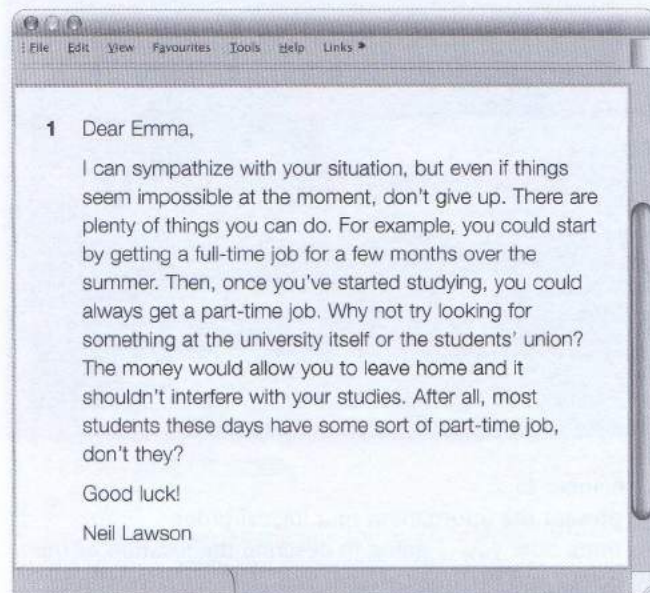 File Edit View Favourites Tools Help Links
1 Dear Emma,
I can sympathize with your situation, but even if things
seem impossible at the moment, don't give up. There are
plenty of things you can do. For example, you could start
by getting a full-time job for a few months over the
summer. Then, once you've started studying, you could
always get a part-time job. Why not try looking for
something at the university itself or the students' union?
The money would allow you to leave home and it
shouldn't interfere with your studies. After all, most
students these days have some sort of part-time job,
don't they?
Good luck!
Neil Lawson